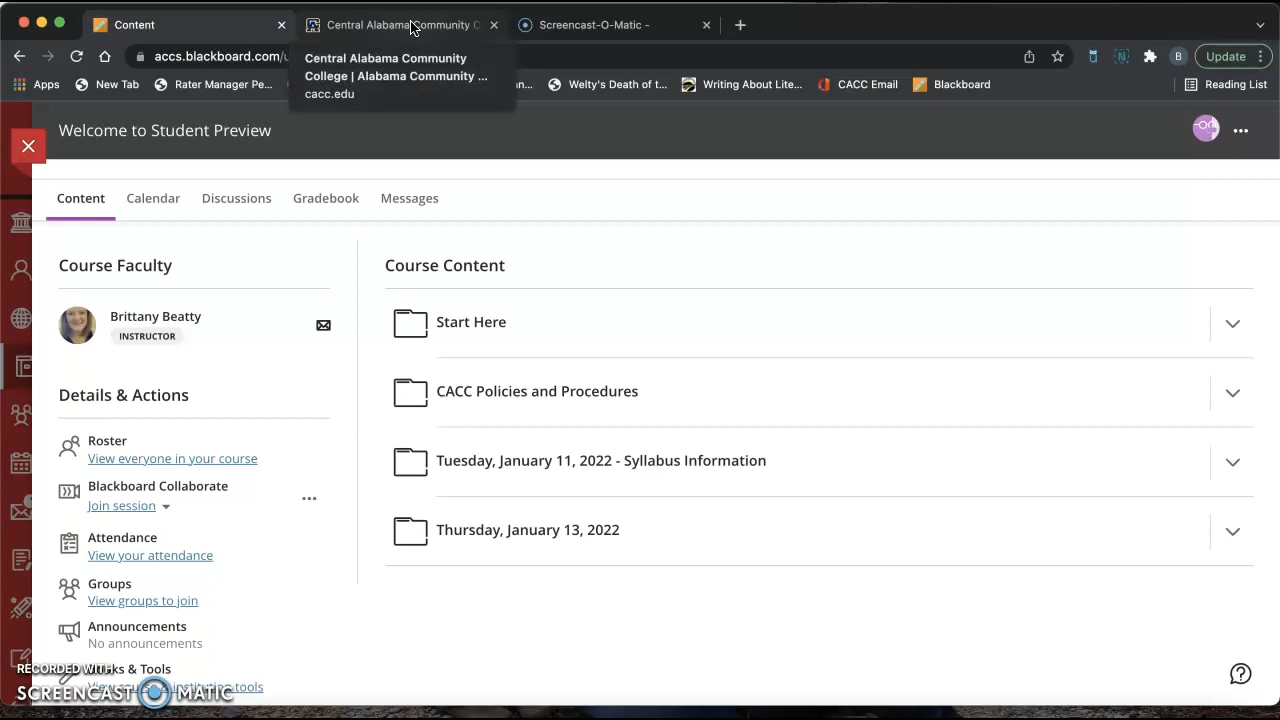 Content
Central Alabama Community C
Screencast-O-Matic -
accs.blackboard.com/u
Central Alabama Community
College | Alabama Community ...
cacc.edu
B
Update
Apps
New Tab
Rater Manager Pe...
n...
Welty's Death of t...
Writing About Lite...
CACC Email
Blackboard
Reading List
Welcome to Student Preview
Content
Calendar
Discussions
Gradebook
Messages
Course Faculty
Brittany Beatty
INSTRUCTOR
Details & Actions
Roster
View everyone in your course
Blackboard Collaborate
Join session
Attendance
View your attendance
Groups
View groups to join
Announcements
No announcements
& Tools
institution tools
Course Content
Start Here
CACC Policies and Procedures
Tuesday, January 11, 2022 - Syllabus Information
Thursday, January 13, 2022
RECORDED WITH
SCREENCAST MATIC